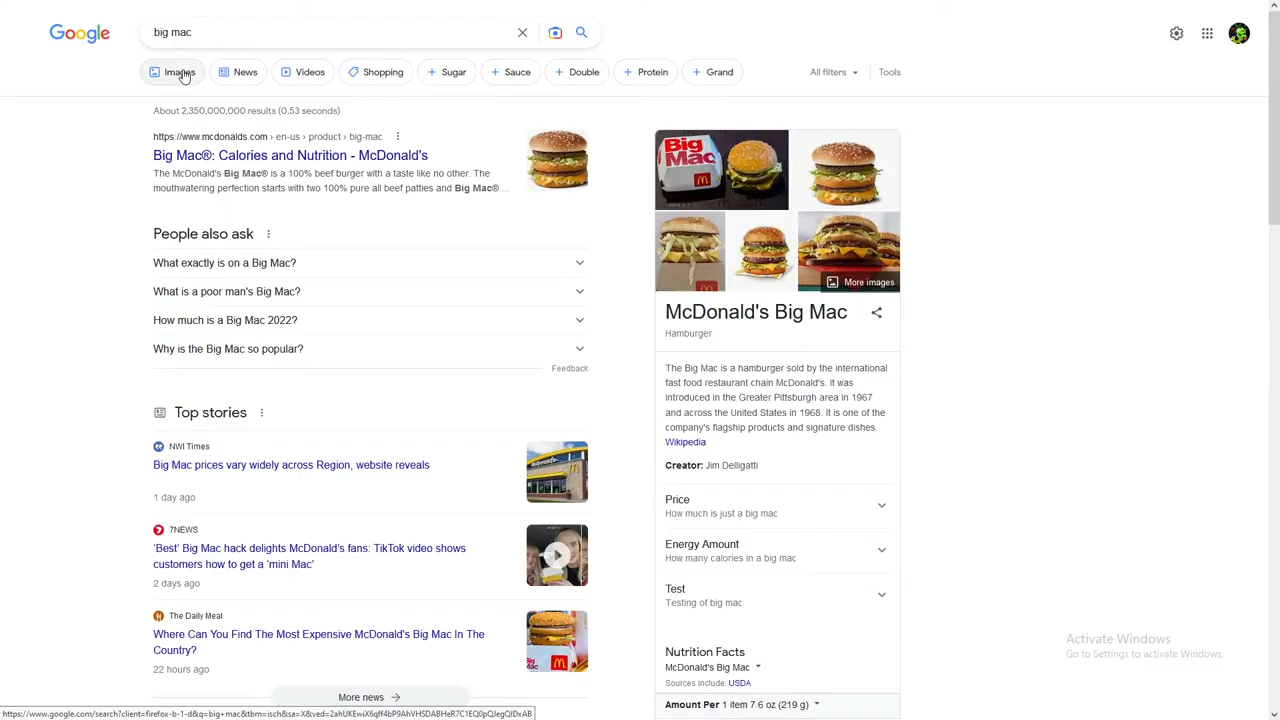 Google
big mac
Images
News
Videos
Shopping
Sugar
Sauce
Double
Protein
Grand
All filters
Tools
About 2,350,000,000 results (0.53 seconds)
https://www.mcdonalds.com › en-us › product › big-mac
Big Mac®: Calories and Nutrition - McDonald's
The McDonald's Big Mac® is a 100% beef burger with a taste like no other. The
mouthwatering perfection starts with two 100% pure all beef patties and Big Mac® ...
People also ask
What exactly is on a Big Mac?
What is a poor man's Big Mac?
How much is a Big Mac 2022?
Why is the Big Mac so popular?
Feedback
Top stories
NWI Times
Big Mac prices vary widely across Region, website reveals
1 day ago
7NEWS
'Best' Big Mac hack delights McDonald's fans: TikTok video shows
customers how to get a 'mini Mac'
2 days ago
The Daily Meal
Where Can You Find The Most Expensive McDonald's Big Mac In The
Country?
22 hours ago
More news
Big
Mac
More images
McDonald's Big Mac
Hamburger
The Big Mac is a hamburger sold by the international
fast food restaurant chain McDonald's. It was
introduced in the Greater Pittsburgh area in 1967
and across the United States in 1968. It is one of the
company's flagship products and signature dishes.
Wikipedia
Creator: Jim Delligatti
Price
How much is just a big mac
Energy Amount
How many calories in a big mac
Test
Testing of big mac
Nutrition Facts
McDonald's Big Mac
Sources include: USDA
Amount Per 1 item 7.6 oz (219 g)
Activate Windows
Go to Settings to activate Windows.